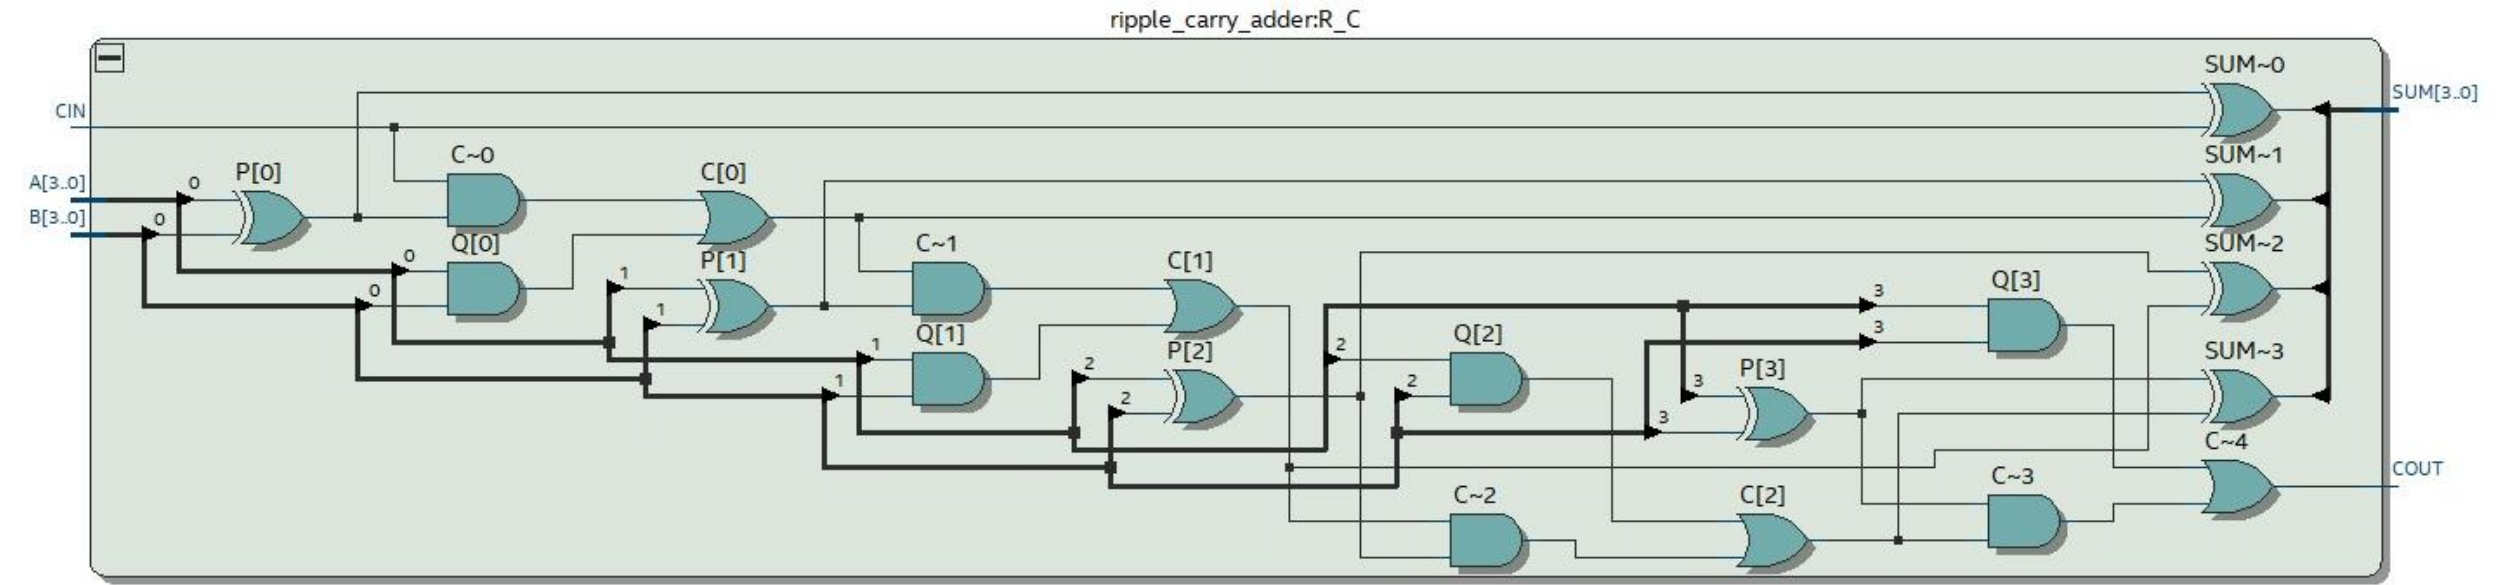 ripple_carry_adder:R_C
SUM~0
CIN
SUM[3..0]
SUM~1
C~0
P[0]
C[0]
A[3..0]
0
B[3..0]
0
SUM~2
Q[0]
C~1
0
P[1]
C[1]
1
Q[3]
0
3
1
Q[1]
Q[2]
3
1
P[2]
2
SUM~3
2
P[3]
1
2
3
2
3
C~4
COUT
C~3
C~2
C[2]